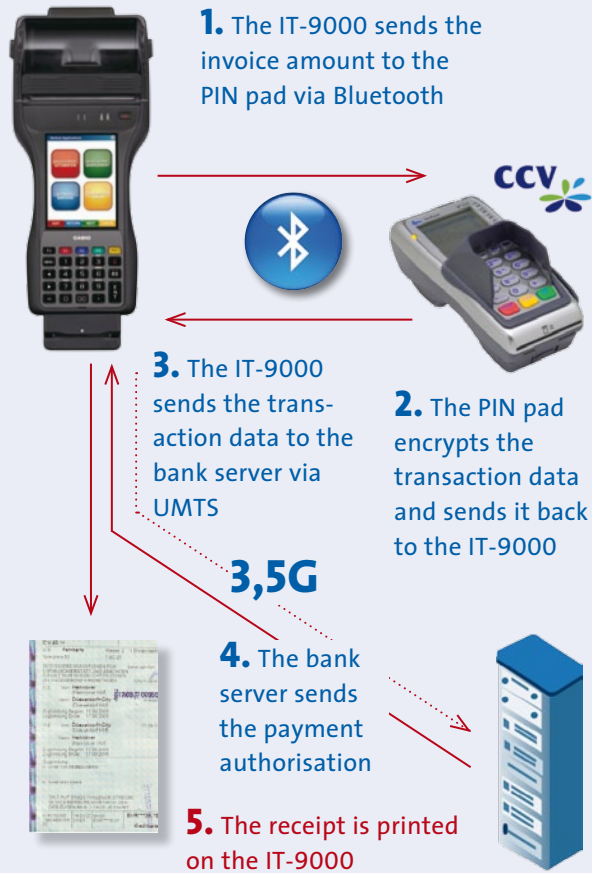 1. The IT-9000 sends the
invoice amount to the
PIN pad via Bluetooth
CCV
CASIO
3. The IT-9000
sends the trans-
action data to the
bank server via
UMTS
2. The PIN pad
encrypts the
transaction data
and sends it back
to the IT-9000
3,5G
4. The bank
server sends
the payment
authorisation
5. The receipt is printed
on the IT-9000